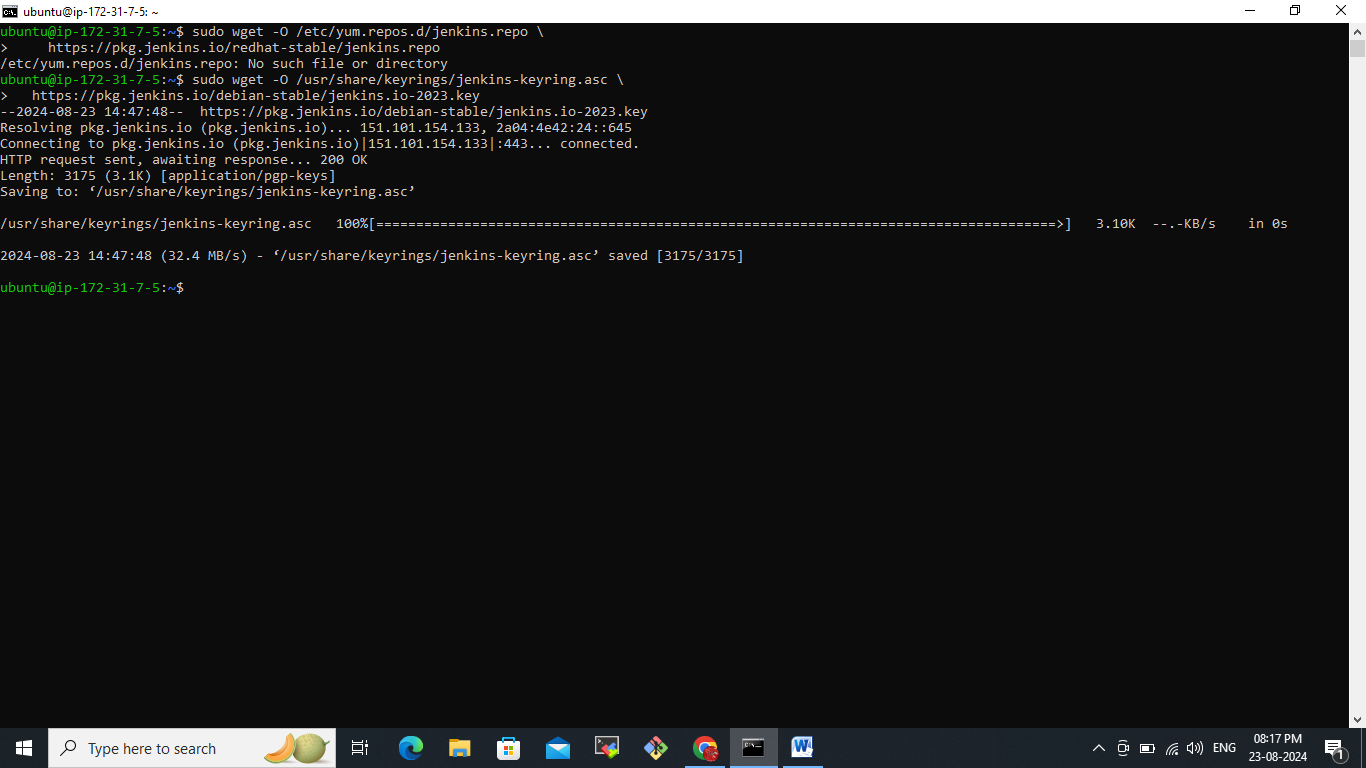 ubuntu@ip-172-31-7-5: ~
ubuntu@ip-172-31-7-5:~$ sudo wget -O /etc/yum.repos.d/jenkins.repo \
>     https://pkg.jenkins.io/redhat-stable/jenkins.repo
/etc/yum.repos.d/jenkins.repo: No such file or directory
ubuntu@ip-172-31-7-5:~$ sudo wget -O /usr/share/keyrings/jenkins-keyring.asc \
>   https://pkg.jenkins.io/debian-stable/jenkins.io-2023.key
--2024-08-23 14:47:48--  https://pkg.jenkins.io/debian-stable/jenkins.io-2023.key
Resolving pkg.jenkins.io (pkg.jenkins.io)... 151.101.154.133, 2a04:4e42:24::645
Connecting to pkg.jenkins.io (pkg.jenkins.io)|151.101.154.133|:443... connected.
HTTP request sent, awaiting response... 200 OK
Length: 3175 (3.1K) [application/pgp-keys]
Saving to: ‘/usr/share/keyrings/jenkins-keyring.asc’
/usr/share/keyrings/jenkins-keyring.asc   100%[=====================================================================================>]   3.10K  --.-KB/s    in 0s
2024-08-23 14:47:48 (32.4 MB/s) - ‘/usr/share/keyrings/jenkins-keyring.asc’ saved [3175/3175]
ubuntu@ip-172-31-7-5:~$
Type here to search
ENG
08:17 PM
23-08-2024
1